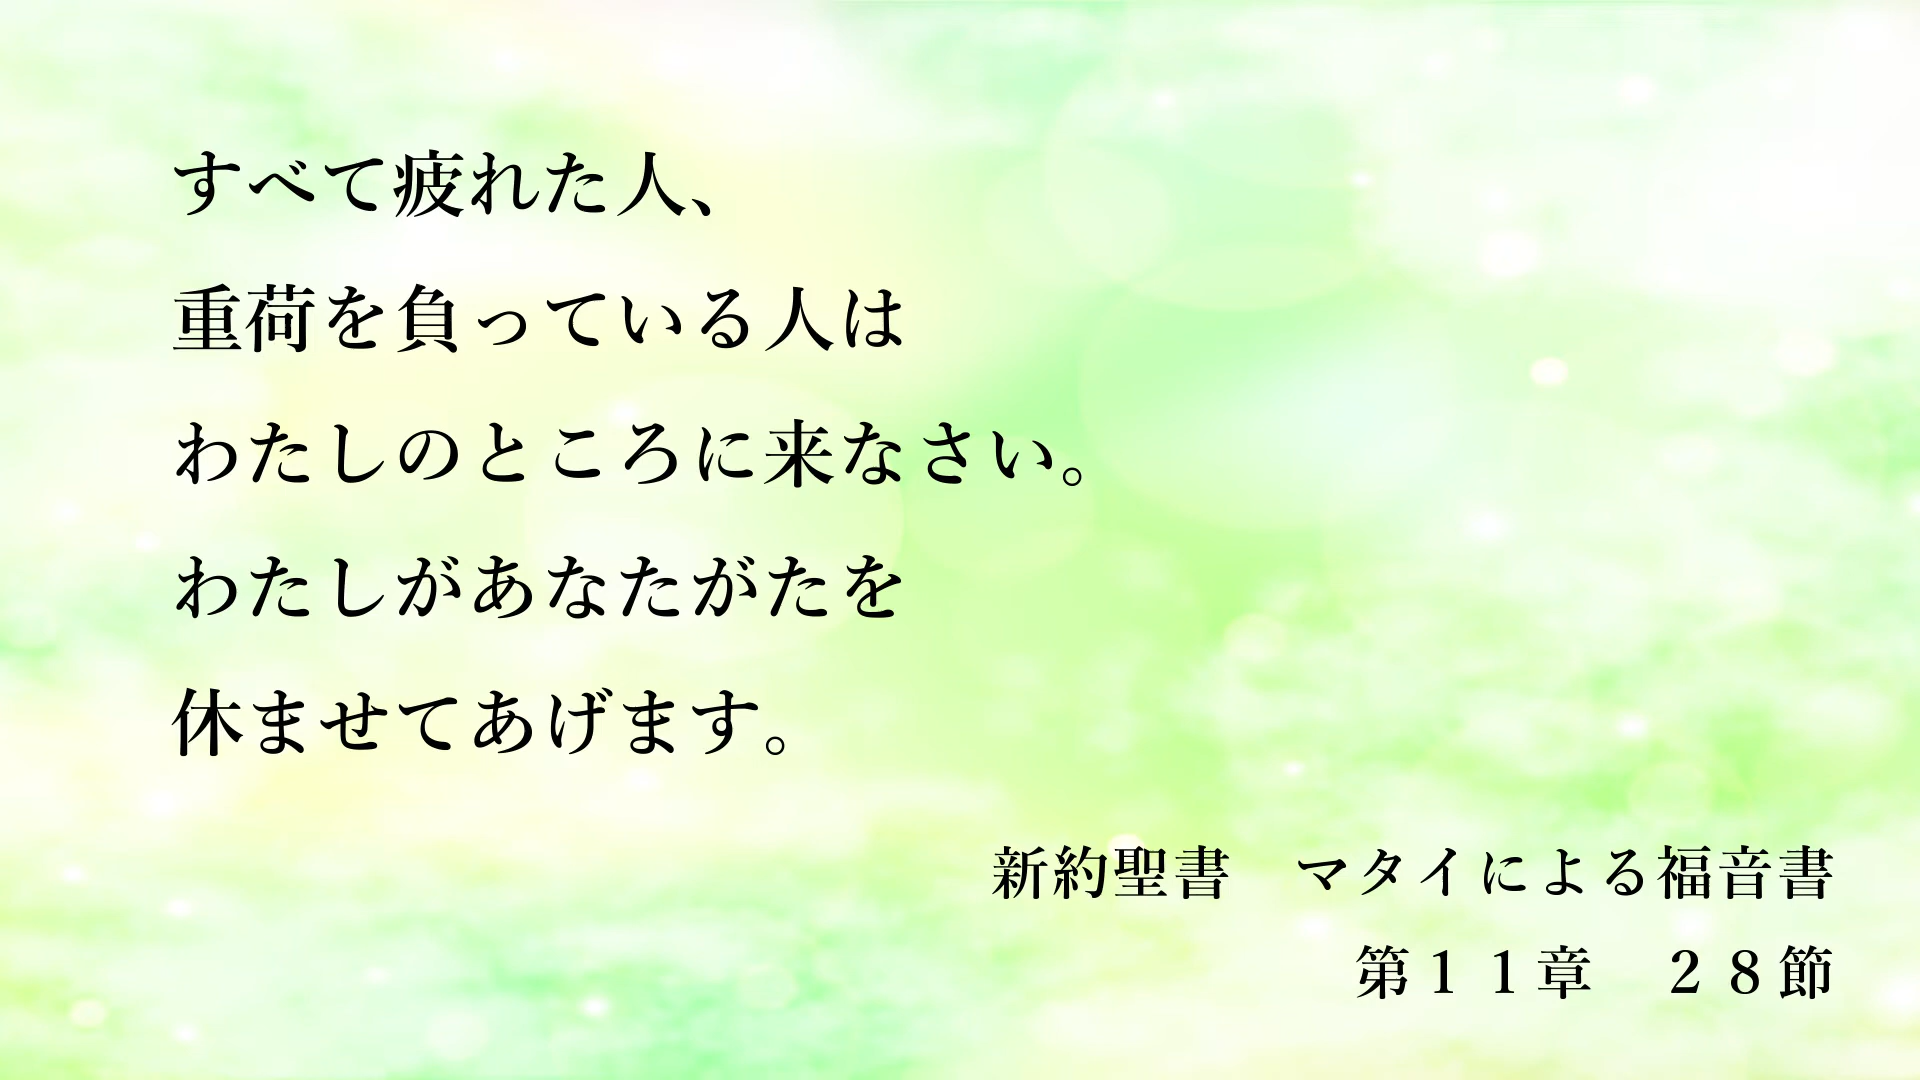 すべて疲れた人、
重荷を負っている人は
わたしのところに来なさい。
わたしがあなたがたを
休ませてあげます。
新約聖書　マタイによる福音書
第１１章　２８節